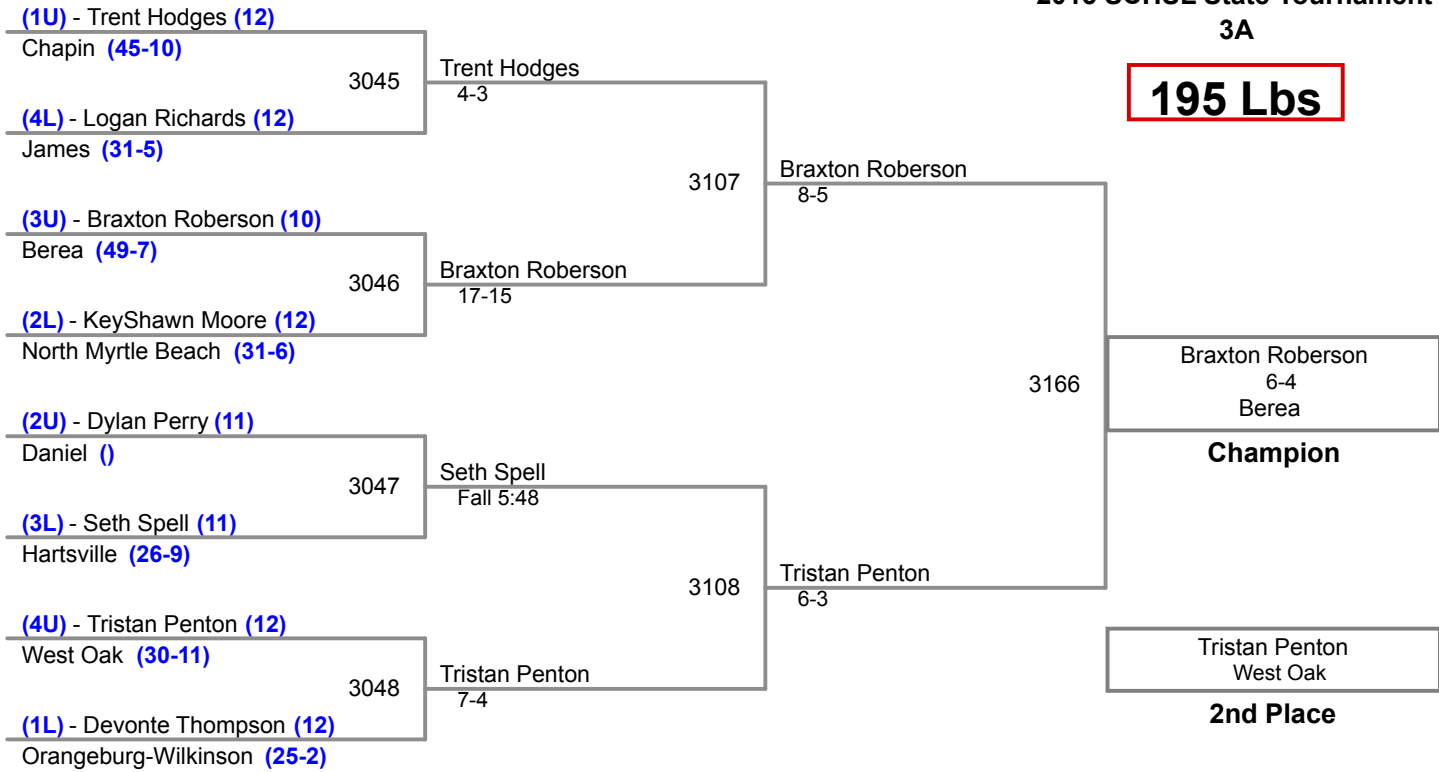 (1U) - Trent Hodges (12)
Chapin (45-10)
3045
(4L) - Logan Richards (12)
James (31-5)
(3U) - Braxton Roberson (10)
Berea (49-7)
3046
(2L) - KeyShawn Moore (12)
North Myrtle Beach (31-6)
(2U) - Dylan Perry (11)
Daniel ()
3047
(3L) - Seth Spell (11)
Hartsville (26-9)
(4U) - Tristan Penton (12)
West Oak (30-11)
3048
(1L) - Devonte Thompson (12)
Orangeburg-Wilkinson (25-2)
Trent Hodges
4-3
3107
Braxton Roberson
17-15
Seth Spell
Fall 5:48
3108
Tristan Penton
7-4
Braxton Roberson
8-5
3166
Tristan Penton
6-3
State Tournament
3A
195 Lbs
Braxton Roberson
6-4
Berea
Champion
Tristan Penton
West Oak
2nd Place